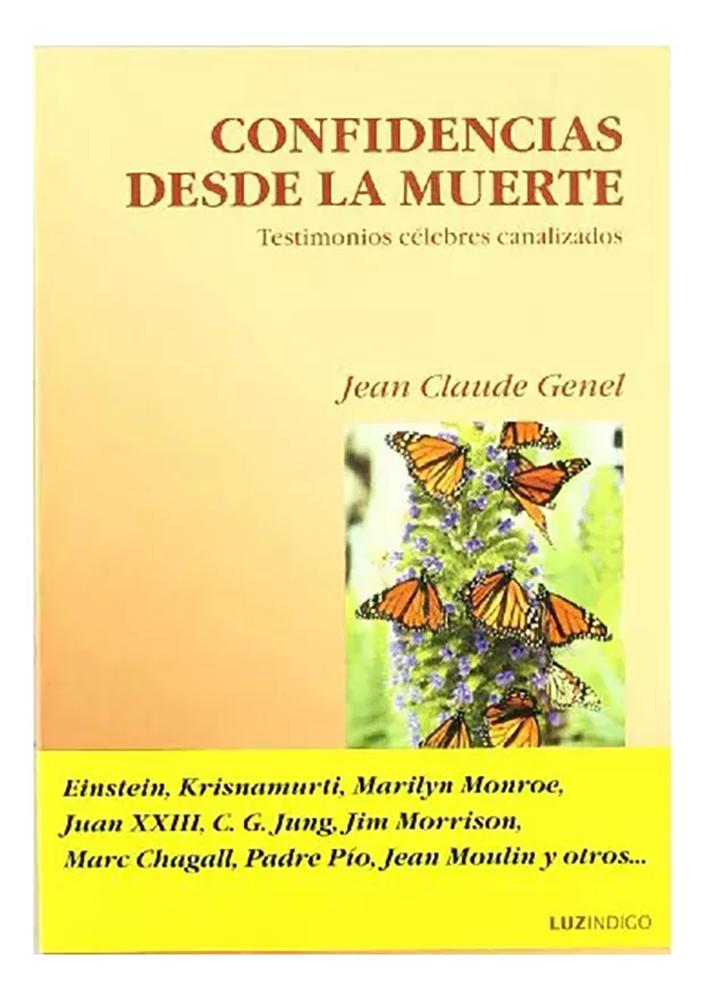 CONFIDENCIAS
DESDE LA MUERTE
Testimonios célebres canalizados
Jean Claude Genel
Einstein, Krisnamurti, Marilyn Monroe,
Juan XXIII, C. G. Jung, Jim Morrison,
Marc Chagall, Padre Pío, Jean Moulin y otros...
LUZINDIGO